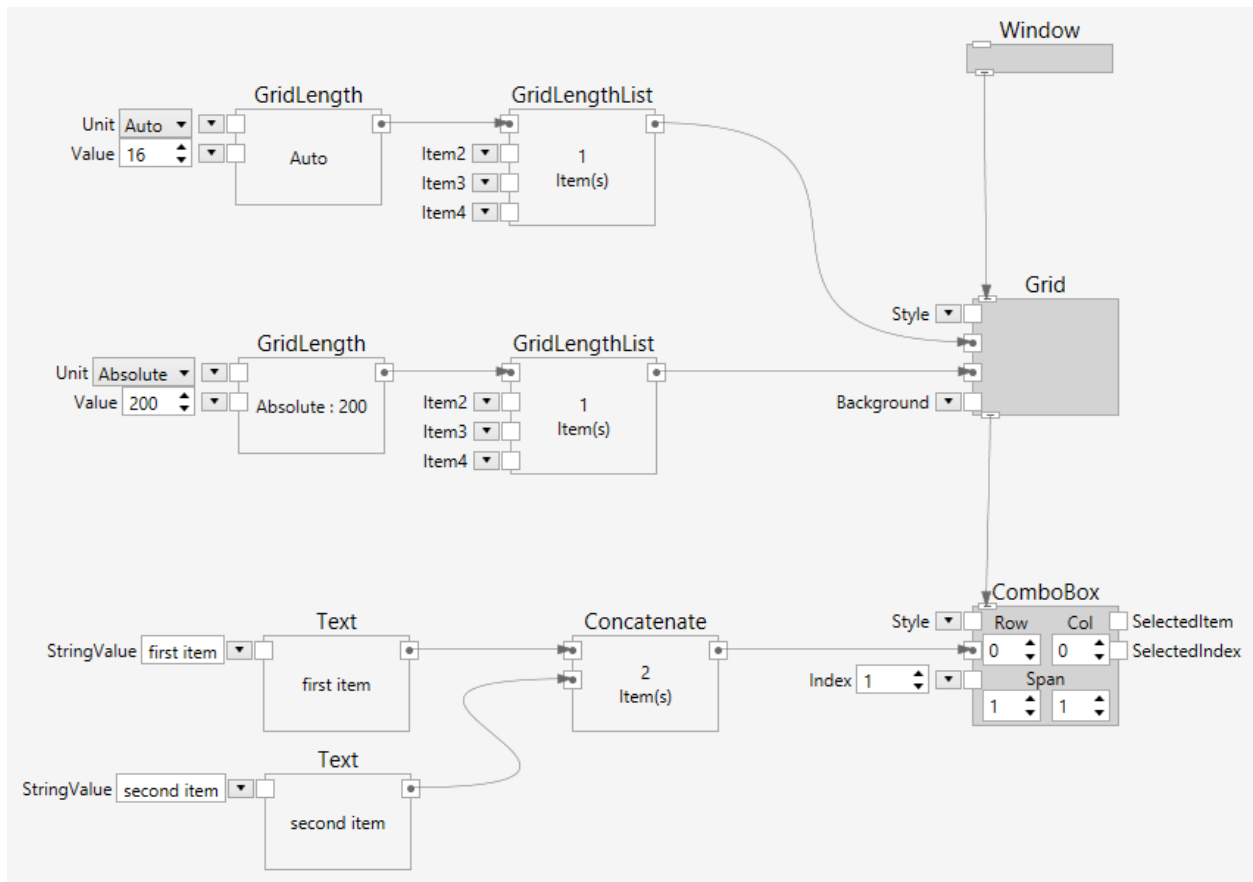 Window
GridLength
GridLengthList
Unit Auto
Value 16
Auto
Item2
Item3
Item4
1
Item(s)
Grid
Style
Background
GridLength
GridLengthList
Unit Absolute
Value 200
Absolute : 200
Item2
Item3
Item4
1
Item(s)
ComboBox
Style
Row Col
0 0
Span
1 1
Index 1
SelectedItem
SelectedIndex
Text
StringValue first item
first item
Concatenate
2
Item(s)
Text
StringValue second item
second item